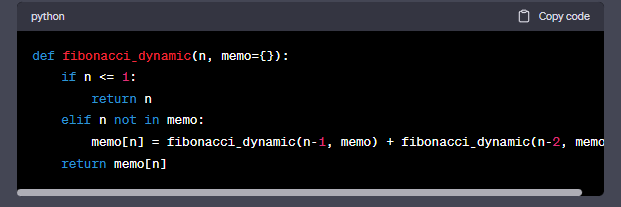 python Copy code
def fibonacci_dynamic(n, memo={}):
    if n <= 1:
        return n
    elif n not in memo:
        memo[n] = fibonacci_dynamic(n-1, memo) + fibonacci_dynamic(n-2, memo
    return memo[n]